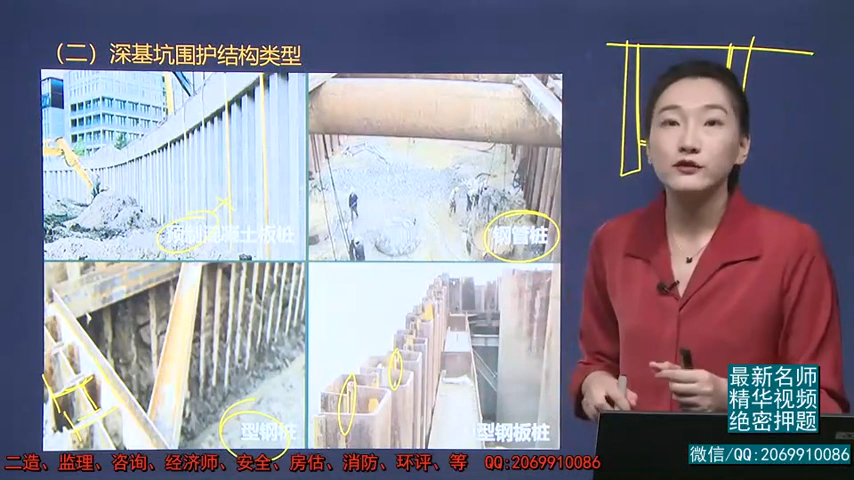 （二）深基坑围护结构类型
预制混凝土板桩
钢管桩
型钢桩
型钢板桩
最新名师
精华视频
绝密押题
微信/QQ:2069910086
二造、监理、咨询、经济师、安全、房估、消防、环评、等 QQ:2069910086